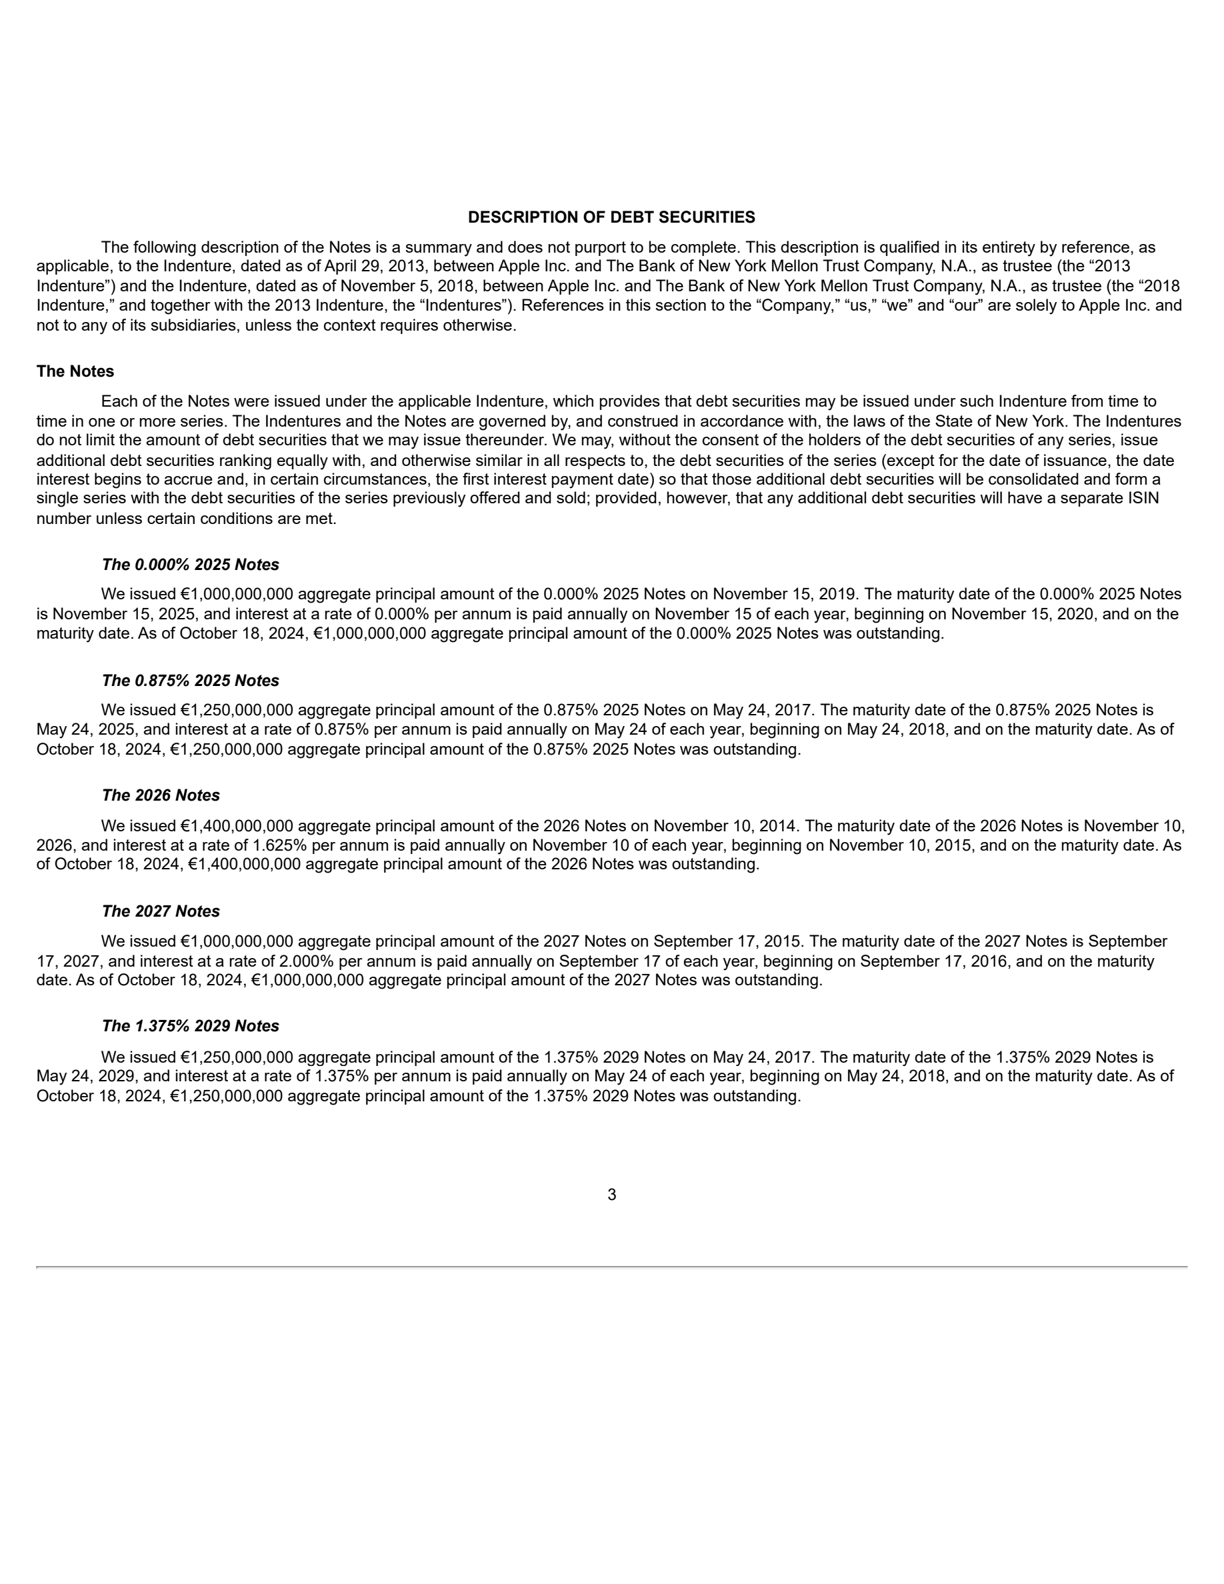 DESCRIPTION OF DEBT SECURITIES
The following description of the Notes is a summary and does not purport to be complete. This description is qualified in its entirety by reference, as
applicable, to the Indenture, dated as of April 29, 2013, between Apple Inc. and The Bank of New York Mellon Trust Company, N.A., as trustee (the “2013
Indenture”) and the Indenture, dated as of November 5, 2018, between Apple Inc. and The Bank of New York Mellon Trust Company, N.A., as trustee (the “2018
Indenture,” and together with the 2013 Indenture, the “Indentures”). References in this section to the “Company,” “us,” “we” and “our” are solely to Apple Inc. and
not to any of its subsidiaries, unless the context requires otherwise.
The Notes
Each of the Notes were issued under the applicable Indenture, which provides that debt securities may be issued under such Indenture from time to
time in one or more series. The Indentures and the Notes are governed by, and construed in accordance with, the laws of the State of New York. The Indentures
do not limit the amount of debt securities that we may issue thereunder. We may, without the consent of the holders of the debt securities of any series, issue
additional debt securities ranking equally with, and otherwise similar in all respects to, the debt securities of the series (except for the date of issuance, the date
interest begins to accrue and, in certain circumstances, the first interest payment date) so that those additional debt securities will be consolidated and form a
single series with the debt securities of the series previously offered and sold; provided, however, that any additional debt securities will have a separate ISIN
number unless certain conditions are met.
The 0.000% 2025 Notes
We issued €1,000,000,000 aggregate principal amount of the 0.000% 2025 Notes on November 15, 2019. The maturity date of the 0.000% 2025 Notes
is November 15, 2025, and interest at a rate of 0.000% per annum is paid annually on November 15 of each year, beginning on November 15, 2020, and on the
maturity date. As of October 18, 2024, €1,000,000,000 aggregate principal amount of the 0.000% 2025 Notes was outstanding.
The 0.875% 2025 Notes
We issued €1,250,000,000 aggregate principal amount of the 0.875% 2025 Notes on May 24, 2017. The maturity date of the 0.875% 2025 Notes is
May 24, 2025, and interest at a rate of 0.875% per annum is paid annually on May 24 of each year, beginning on May 24, 2018, and on the maturity date. As of
October 18, 2024, €1,250,000,000 aggregate principal amount of the 0.875% 2025 Notes was outstanding.
The 2026 Notes
We issued €1,400,000,000 aggregate principal amount of the 2026 Notes on November 10, 2014. The maturity date of the 2026 Notes is November 10,
2026, and interest at a rate of 1.625% per annum is paid annually on November 10 of each year, beginning on November 10, 2015, and on the maturity date. As
of October 18, 2024, €1,400,000,000 aggregate principal amount of the 2026 Notes was outstanding.
The 2027 Notes
We issued €1,000,000,000 aggregate principal amount of the 2027 Notes on September 17, 2015. The maturity date of the 2027 Notes is September
17, 2027, and interest at a rate of 2.000% per annum is paid annually on September 17 of each year, beginning on September 17, 2016, and on the maturity
date. As of October 18, 2024, €1,000,000,000 aggregate principal amount of the 2027 Notes was outstanding.
The 1.375% 2029 Notes
We issued €1,250,000,000 aggregate principal amount of the 1.375% 2029 Notes on May 24, 2017. The maturity date of the 1.375% 2029 Notes is
May 24, 2029, and interest at a rate of 1.375% per annum is paid annually on May 24 of each year, beginning on May 24, 2018, and on the maturity date. As of
October 18, 2024, €1,250,000,000 aggregate principal amount of the 1.375% 2029 Notes was outstanding.
3